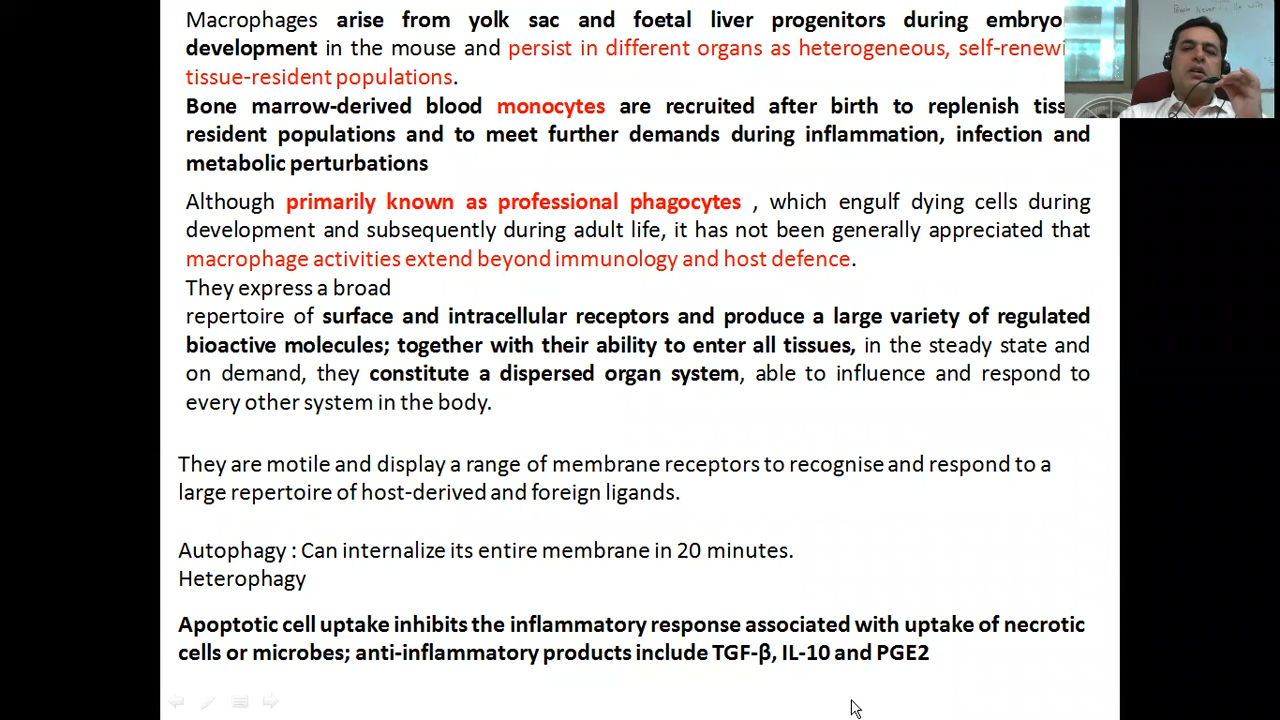 Macrophages arise from yolk sac and foetal liver progenitors during
development in the mouse and persist in different organs as heterogeneous,
tissue-resident populations.
Bone marrow-derived blood monocytes are recruited after birth to replenish
resident populations and to meet further demands during inflammation, infection and
metabolic perturbations
Although primarily known as professional phagocytes , which engulf dying cells during
development and subsequently during adult life, it has not been generally appreciated that
macrophage activities extend beyond immunology and host defence.
They express a broad
repertoire of surface and intracellular receptors and produce a large variety of regulated
bioactive molecules; together with their ability to enter all tissues, in the steady state and
on demand, they constitute a dispersed organ system, able to influence and respond to
every other system in the body.
They are motile and display a range of membrane receptors to recognise and respond to a
large repertoire of host-derived and foreign ligands.
Autophagy : Can internalize its entire membrane in 20 minutes.
Heterophagy
Apoptotic cell uptake inhibits the inflammatory response associated with uptake of necrotic
cells or microbes; anti-inflammatory products include TGF-β, IL-10 and PGE2